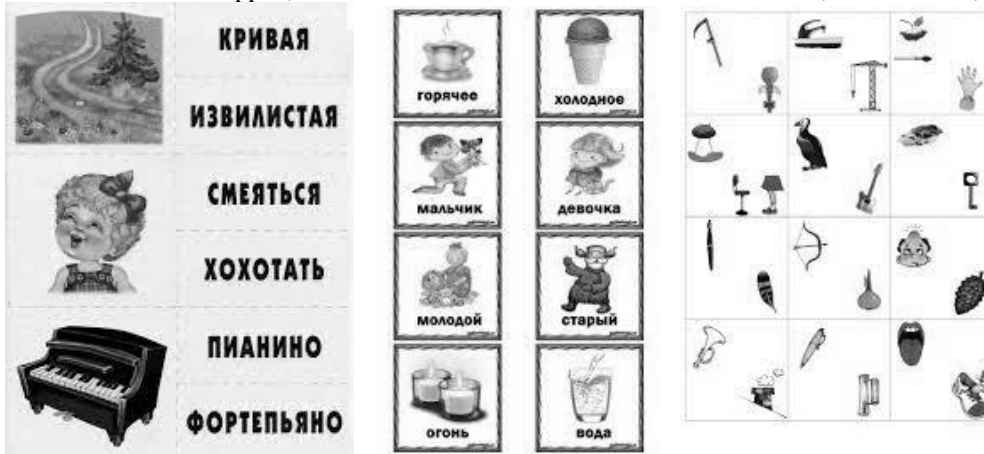 КРИВАЯ
ИЗВИЛИСТАЯ
СМЕЯТЬСЯ
ХОХОТАТЬ
ПИАНИНО
ФОРТЕПЬЯНО
горячее
холодное
мальчик
девочка
молодой
старый
огонь
вода